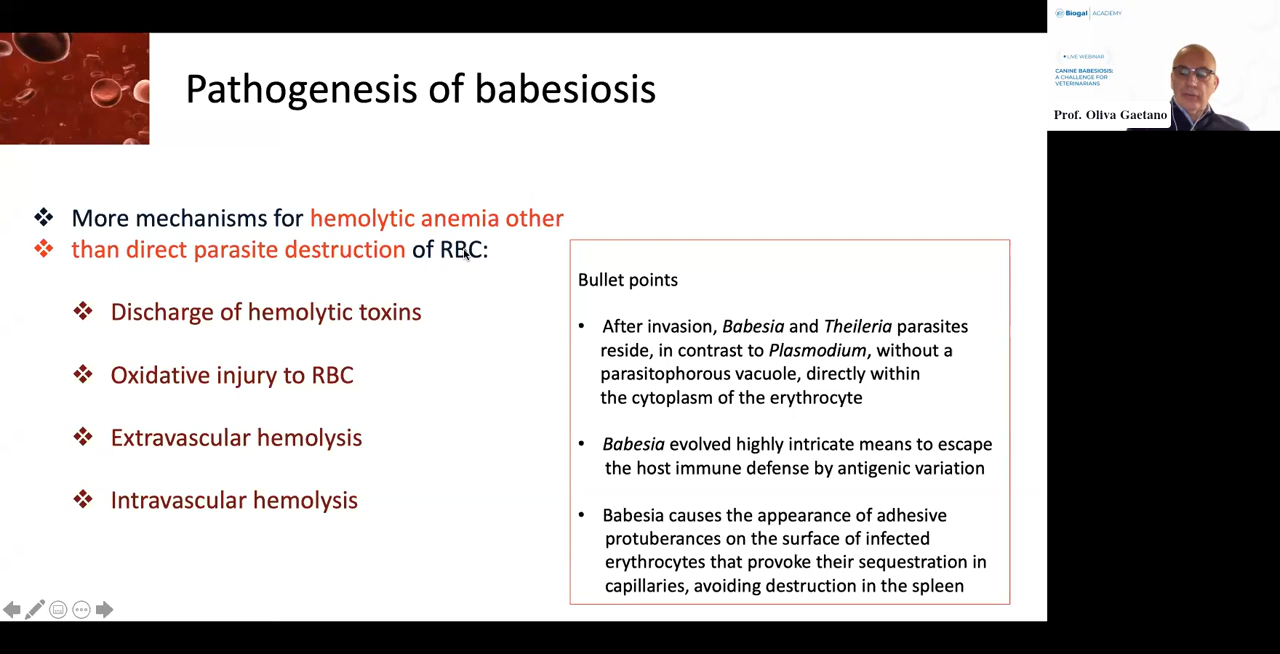 Pathogenesis of babesiosis
❖ More mechanisms for hemolytic anemia other
❖ than direct parasite destruction of RBC:
❖ Discharge of hemolytic toxins
❖ Oxidative injury to RBC
❖ Extravascular hemolysis
❖ Intravascular hemolysis
Bullet points
• After invasion, Babesia and Theileria parasites
reside, in contrast to Plasmodium, without a
parasitophorous vacuole, directly within
the cytoplasm of the erythrocyte
• Babesia evolved highly intricate means to escape
the host immune defense by antigenic variation
• Babesia causes the appearance of adhesive
protuberances on the surface of infected
erythrocytes that provoke their sequestration in
capillaries, avoiding destruction in the spleen
Biogal | ACADEMY
• LIVE WEBINAR
CANINE BABESIOSIS:
A CHALLENGE FOR
VETERINARIANS
Prof. Oliva Gaetano